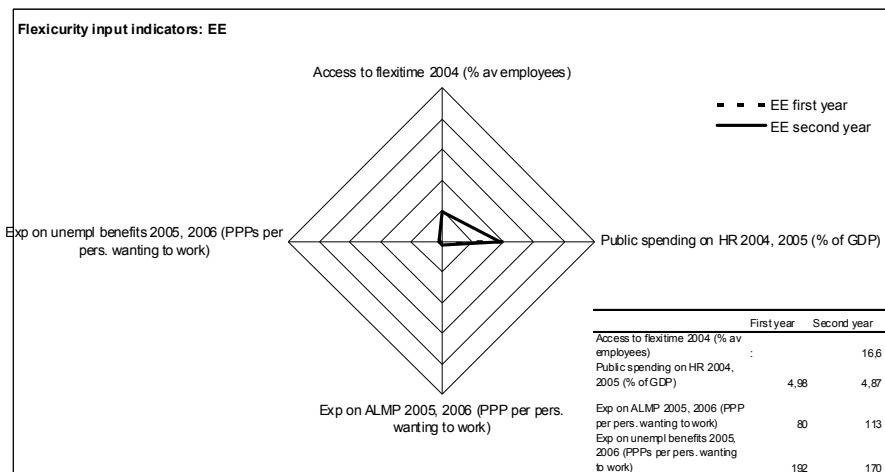 Flexicurity input indicators: EE
Access to flexitime 2004 (% av employees)
EE first year
EE second year
Exp on unempl benefits 2005, 2006 (PPPs per
pers. wanting to work)
Public spending on HR 2004, 2005 (% of GDP)
Exp on ALMP 2005, 2006 (PPP per pers.
wanting to work)
First year Second year
Access to flexitime 2004 (% av
employees) : 16,6
Public spending on HR 2004,
2005 (% of GDP) 4,98 4,87
Exp on ALMP 2005, 2006 (PPP
per pers. wanting to work) 80 113
Exp on unempl benefits 2005,
2006 (PPPs per pers. wanting
to work) 192 170